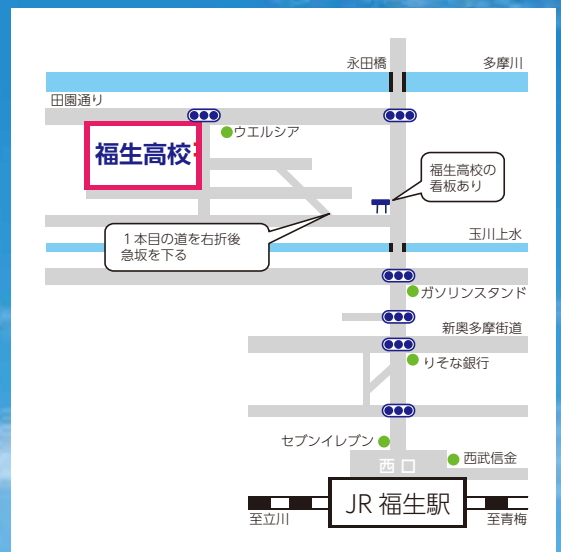 永田橋
多摩川
田園通り
ウエルシア
福生高校
福生高校の
看板あり
1本目の道を右折後
急坂を下る
玉川上水
ガソリンスタンド
新奥多摩街道
りそな銀行
セブンイレブン
西口
西武信金
JR 福生駅
至立川
至青梅